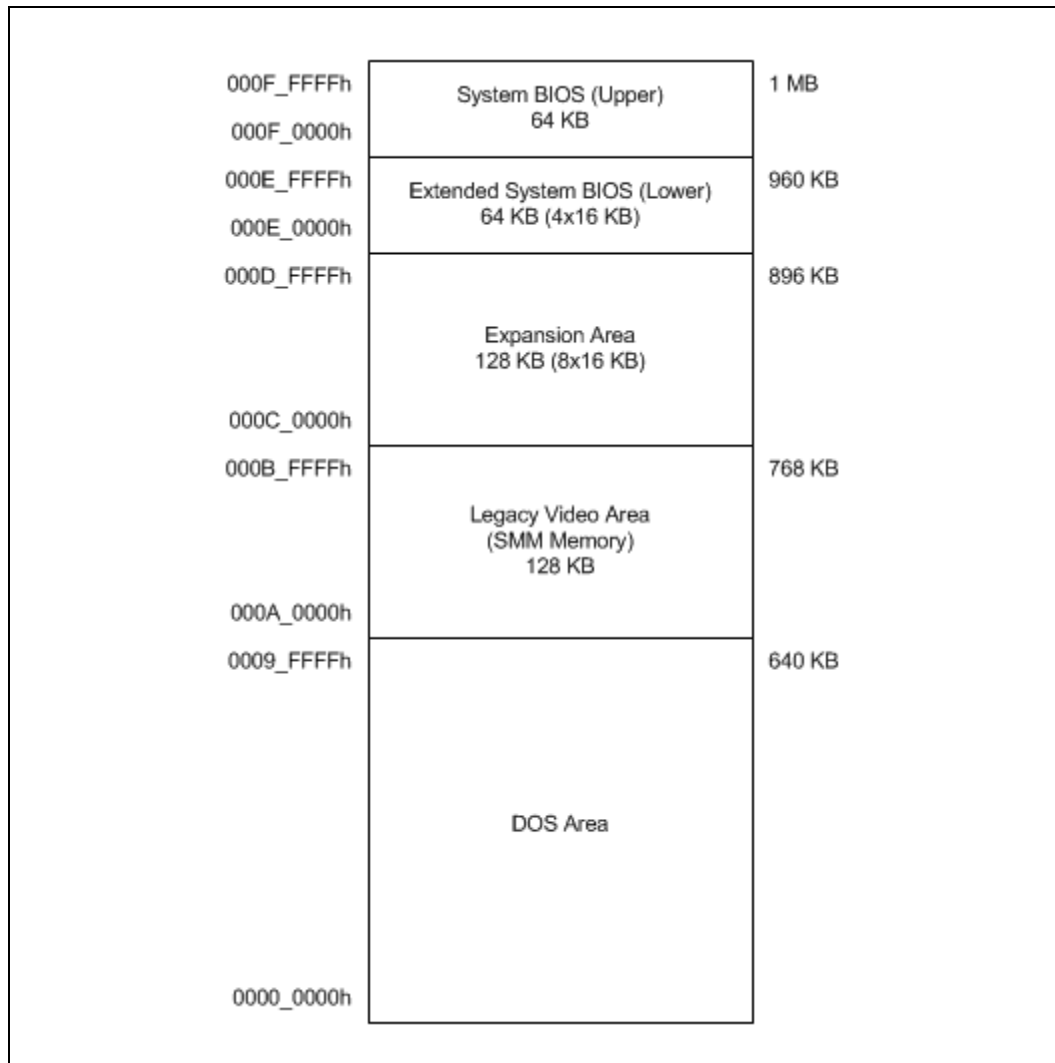 000F_FFFFh
System BIOS (Upper)
64 KB
1 MB
000F_0000h
000E_FFFFh
Extended System BIOS (Lower)
64 KB (4x16 KB)
960 KB
000E_0000h
000D_FFFFh
896 KB
Expansion Area
128 KB (8x16 KB)
000C_0000h
000B_FFFFh
768 KB
Legacy Video Area
(SMM Memory)
128 KB
000A_0000h
0009_FFFFh
640 KB
DOS Area
0000_0000h